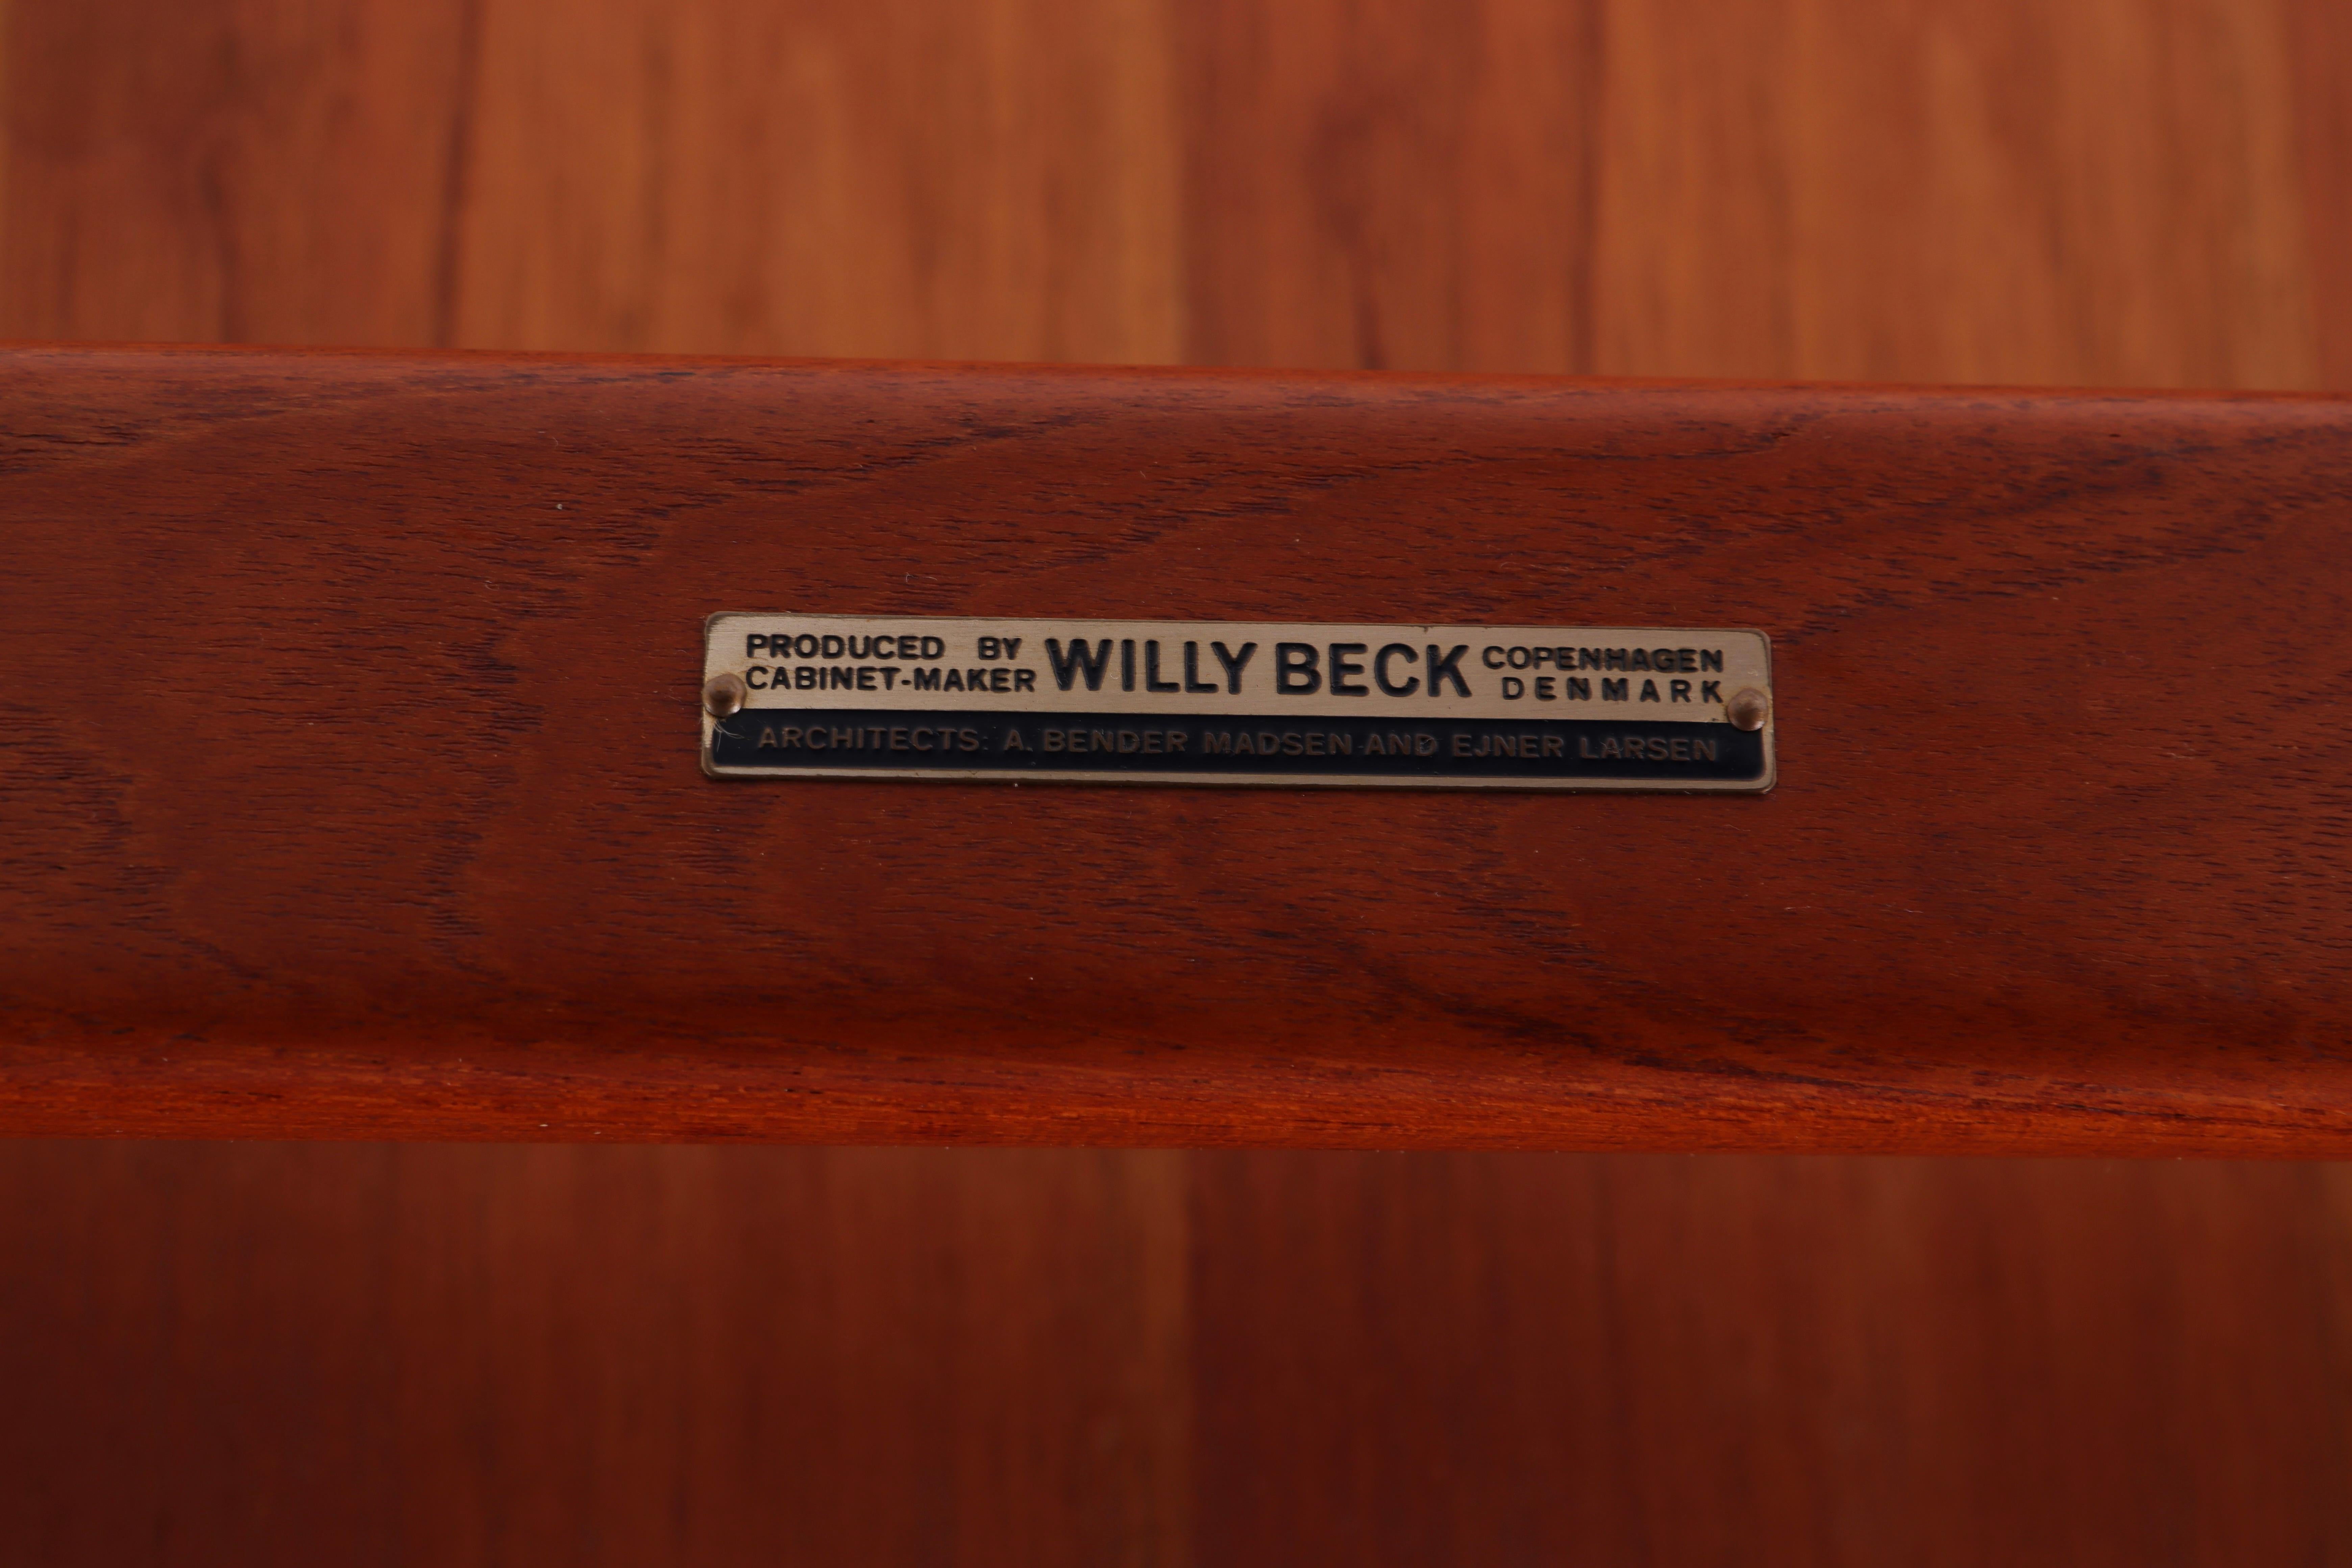 PRODUCED BY
CABINET-MAKER
WILLY BECK
COPENHAGEN
DENMARK
ARCHITECTS: A. BENDER MADSEN AND EJNER LARSEN